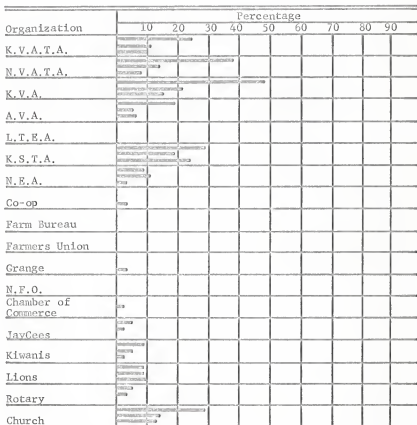 Percentage
Organization
10 20 30 40 50 60 70 80 90
K.V.A.T.A.
N.V.A.T.A.
K.V.A.
A.V.A.
L.T.E.A.
K.S.T.A.
N.E.A.
Co-op
Farm Bureau
Farmers Union
Grange
N.F.O.
Chamber of
Commerce
JayCees
Kiwanis
Lions
Rotary
Church